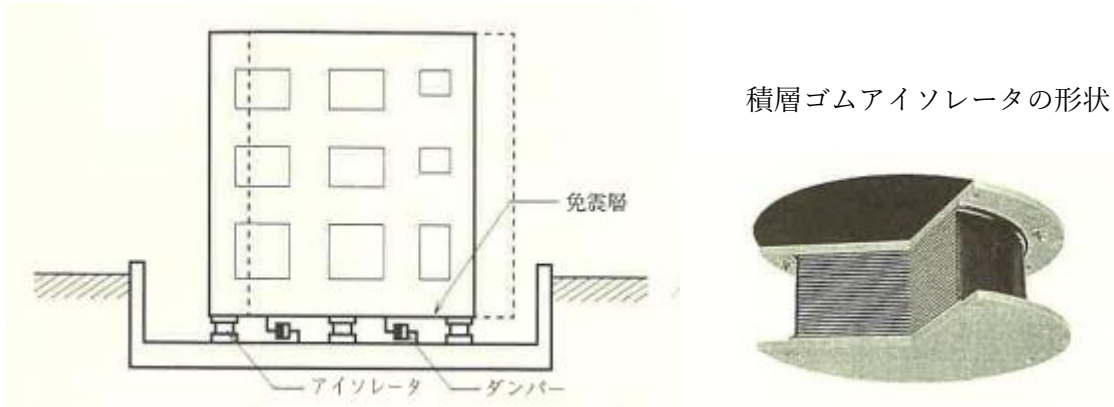 積層ゴムアイソレータの形状
免震層
アイソレータ
ダンパー